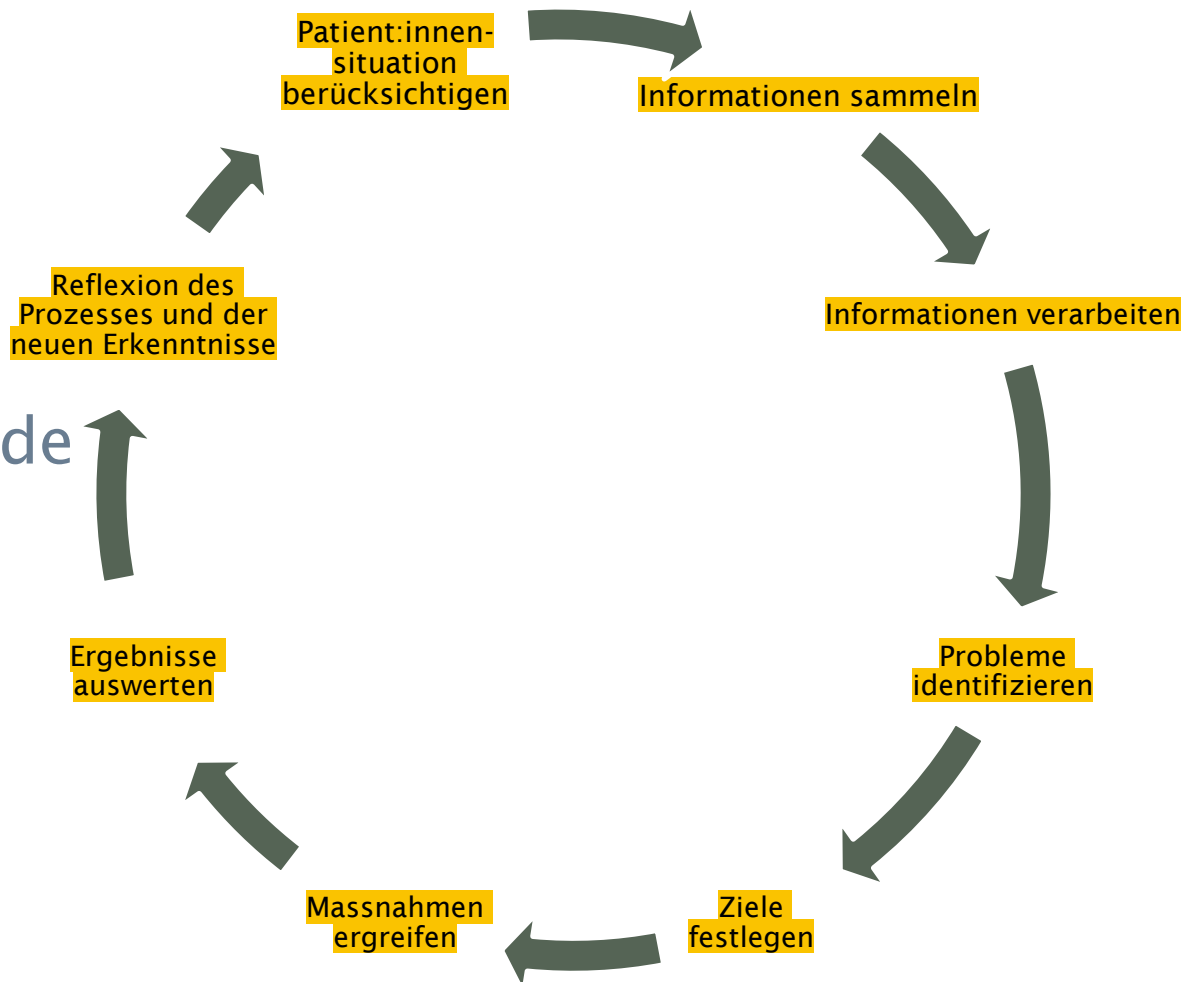 Patient:innen-
situation
berücksichtigen
Informationen sammeln
Informationen verarbeiten
Probleme
identifizieren
Ziele
festlegen
Massnahmen
ergreifen
Ergebnisse
auswerten
Reflexion des
Prozesses und der
neuen Erkenntnisse
de